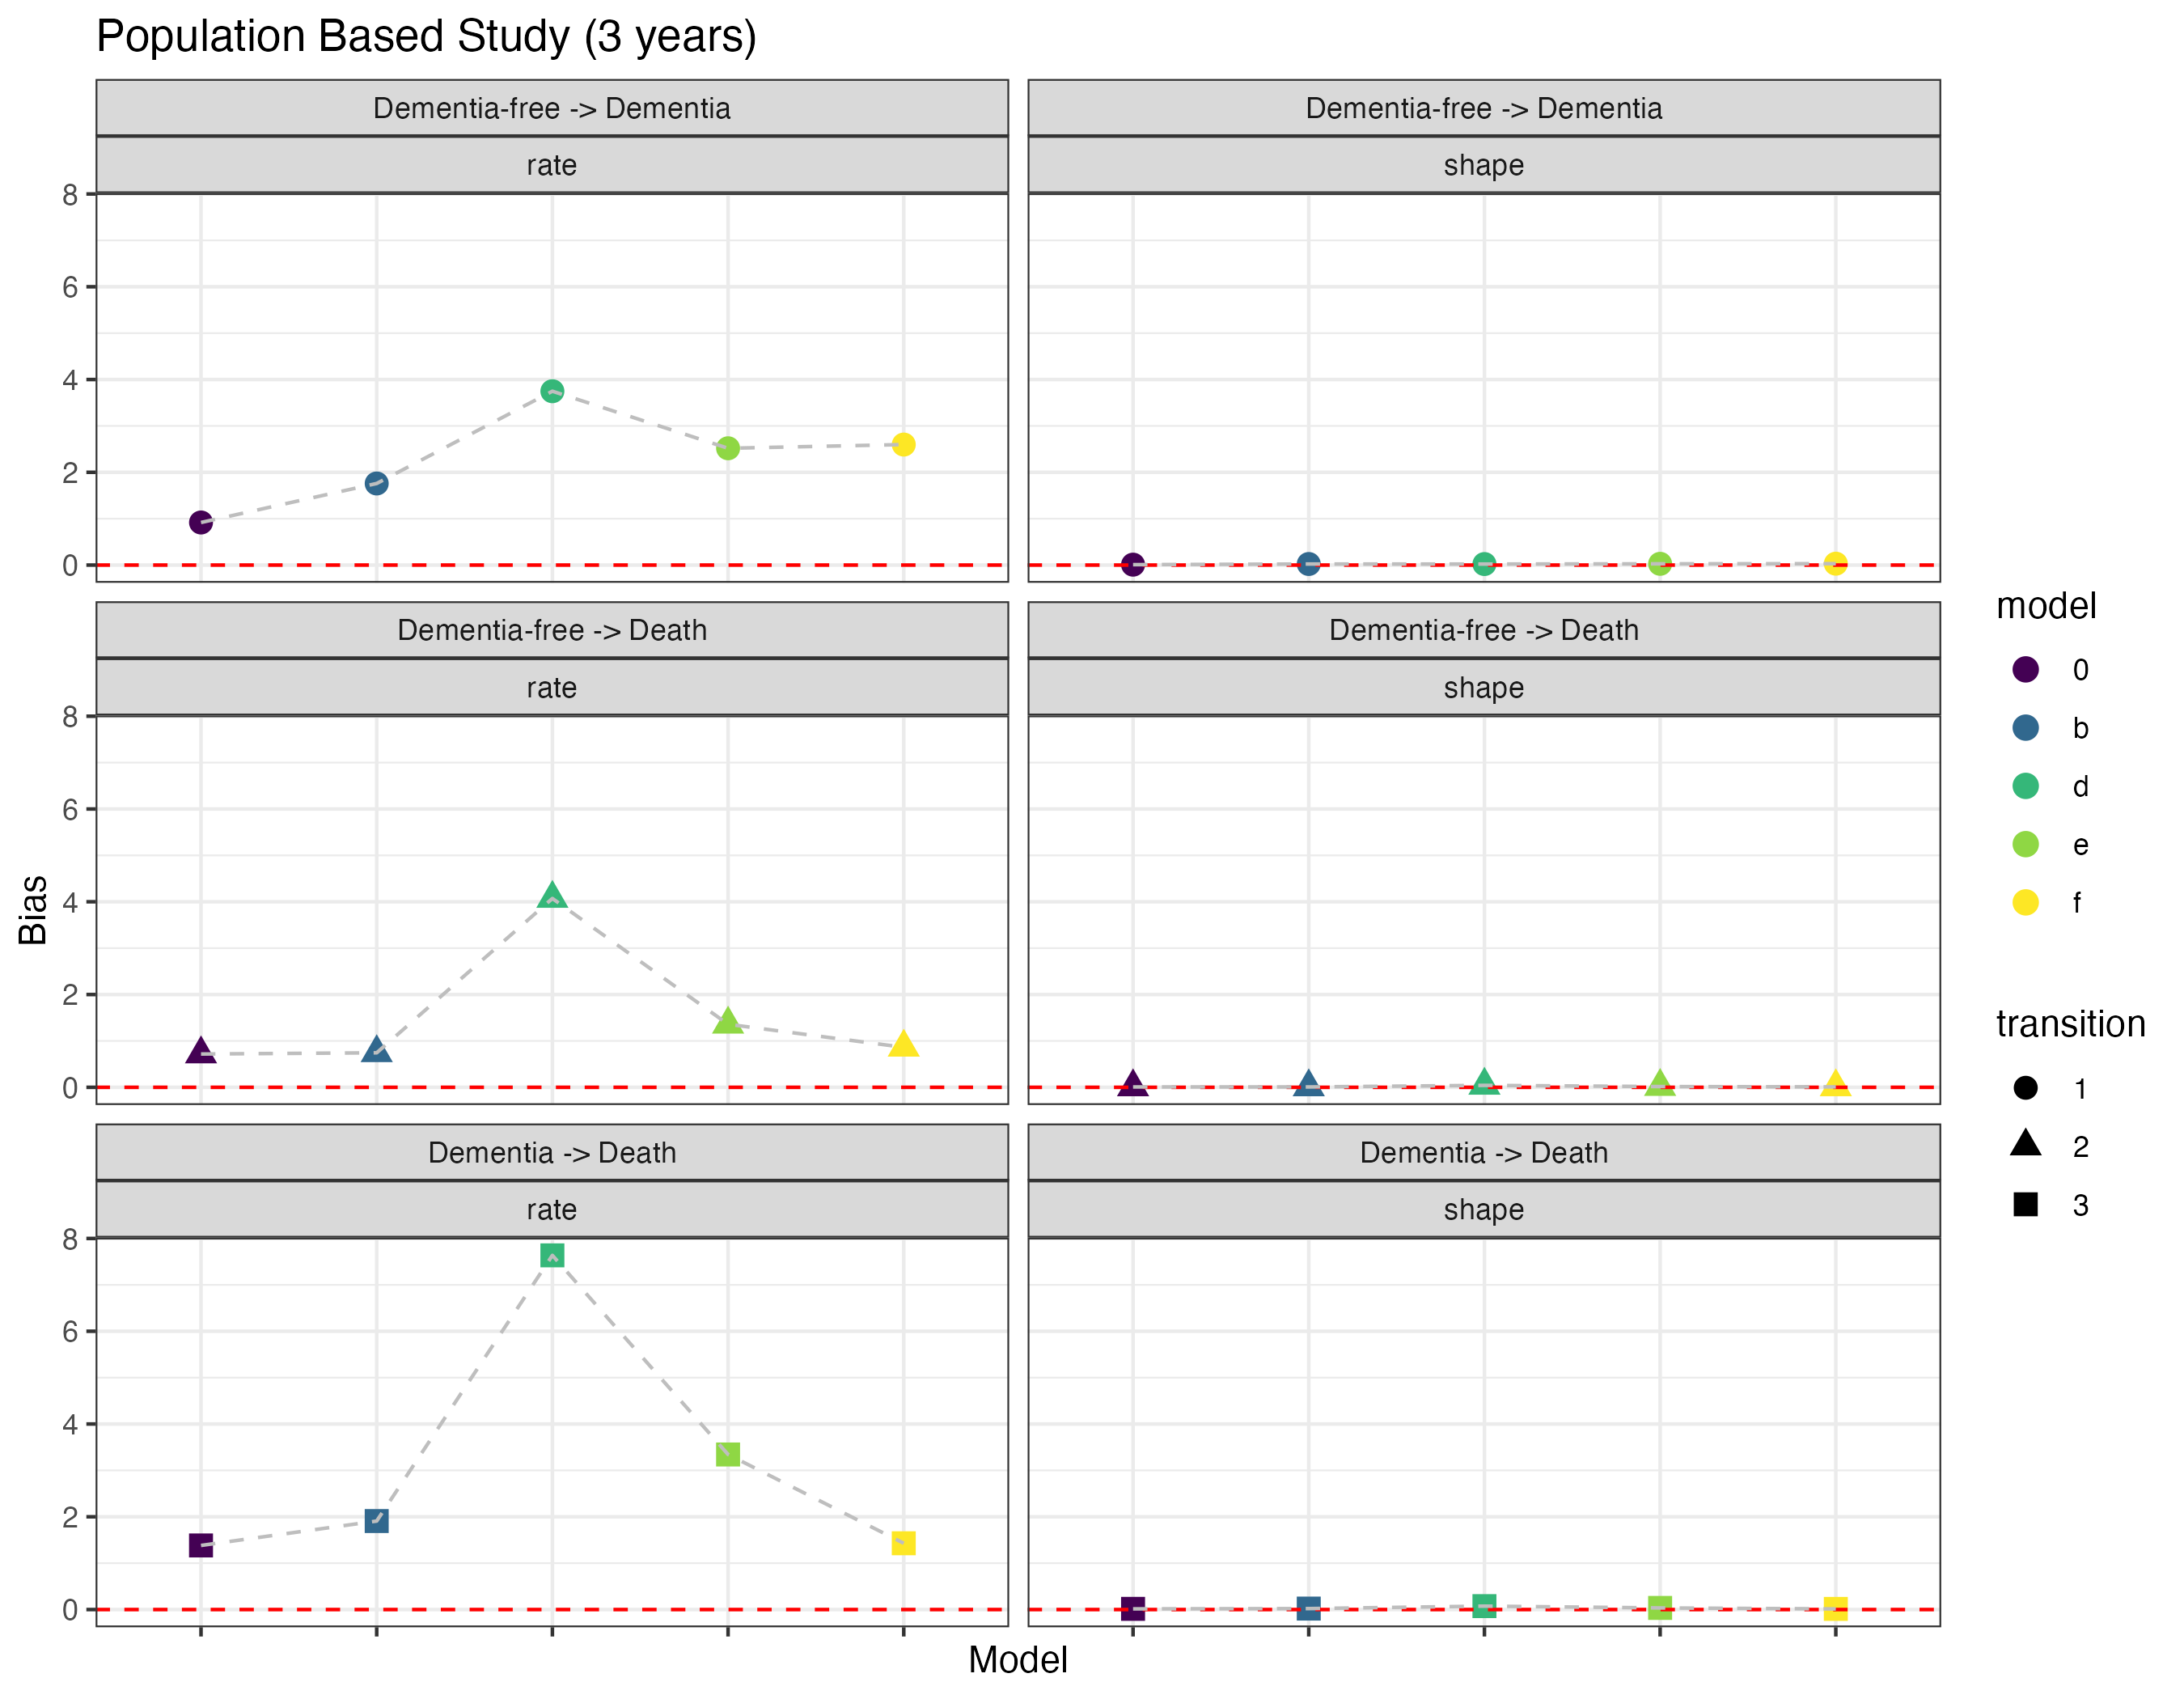 Population Based Study (3 years)
Dementia-free -> Dementia
rate
Dementia-free -> Dementia
shape
8
6
4
2
0
Dementia-free -> Death
rate
Dementia-free -> Death
shape
8
6
4
2
0
Dementia -> Death
rate
Dementia -> Death
shape
8
6
4
2
0
Bias
Model
model
0
b
d
e
f
transition
1
2
3